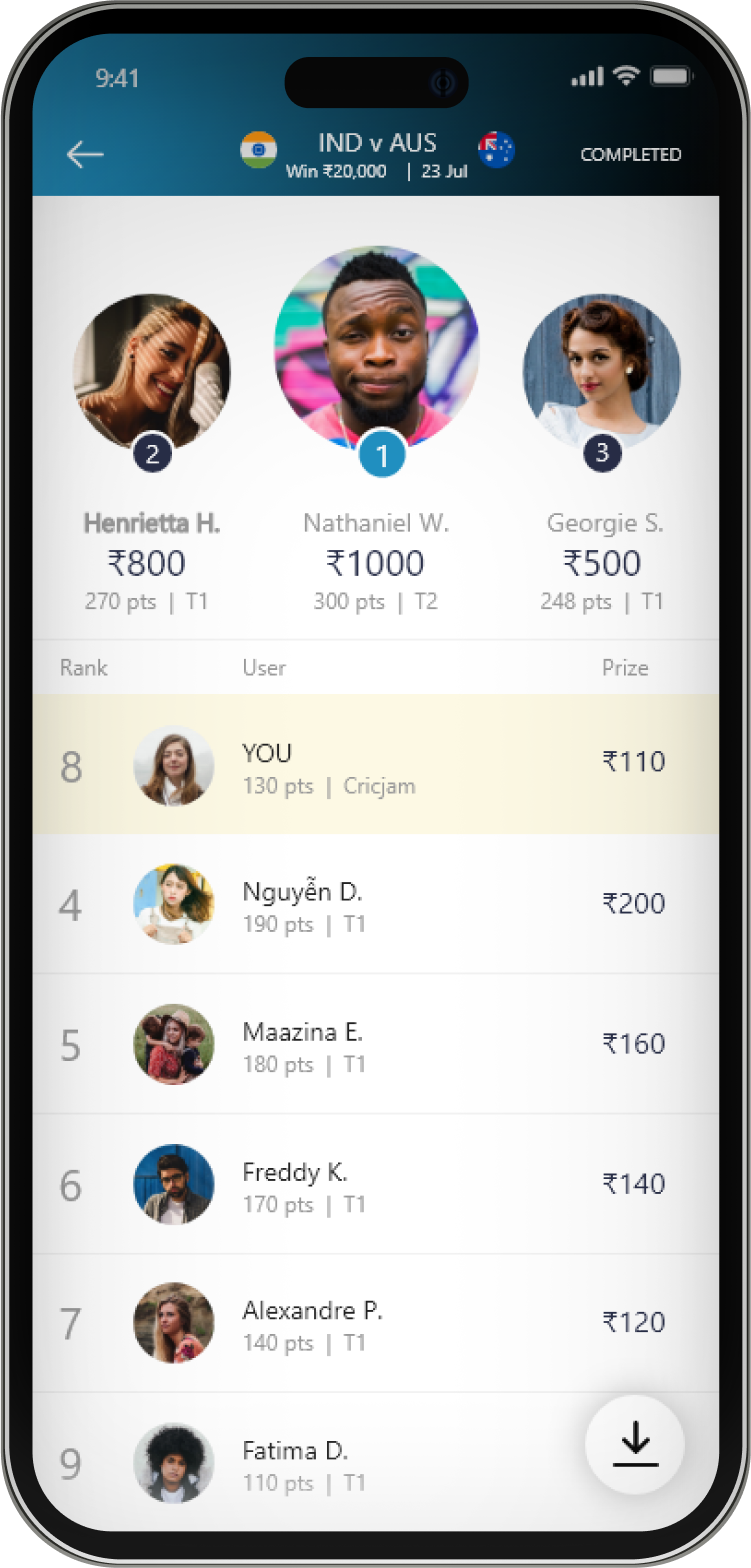 9:41
IND v AUS
Win ₹20,000 | 23 Jul
COMPLETED
2
1
3
Henrietta H.
Nathaniel W.
Georgie S.
₹800
₹1000
₹500
270 pts | T1
300 pts | T2
248 pts | T1
Rank User Prize
8
YOU
130 pts | Cricjam
₹110
4
Nguyễn D.
190 pts | T1
₹200
5
Maazina E.
180 pts | T1
₹160
6
Freddy K.
170 pts | T1
₹140
7
Alexandre P.
140 pts | T1
₹120
9
Fatima D.
110 pts | T1